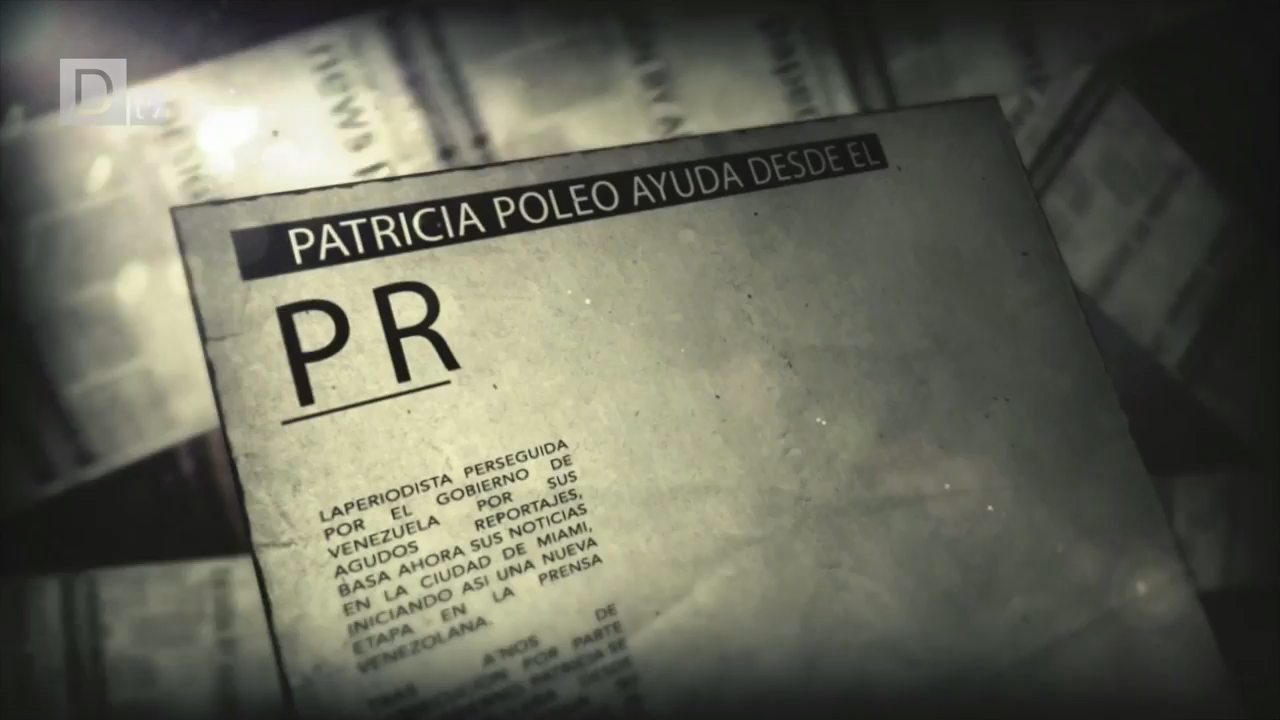 D tv
news
PATRICIA POLEO AYUDA DESDE EL
PR
LAPERIODISTA PERSEGUIDA
POR EL GOBIERNO DE
VENEZUELA POR SUS
AGUDOS REPORTAJES,
BASA AHORA SUS NOTICIAS
EN LA CIUDAD DE MIAMI,
INICIANDO ASI UNA NUEVA
ETAPA EN LA PRENSA
VENEZOLANA.
A'NOS DE
POR PARTE